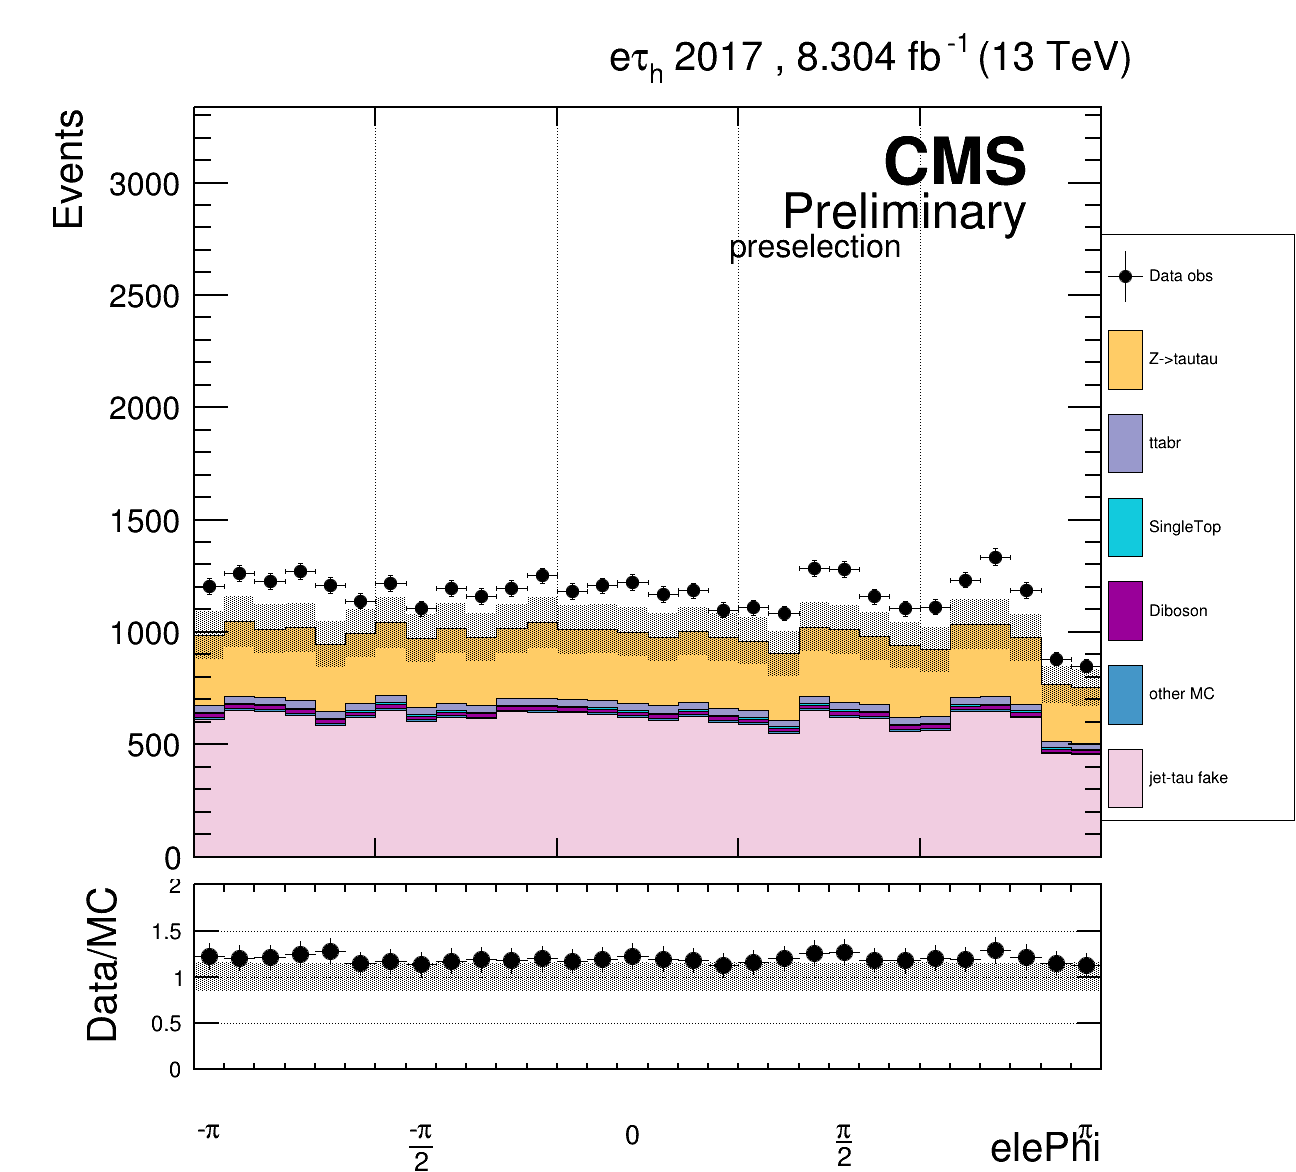 eτh 2017 , 8.304 fb-1 (13 TeV)
Events
3000
2500
2000
1500
1000
500
0
CMS
Preliminary
preselection
Data obs
Z->tautau
ttabr
SingleTop
Diboson
other MC
jet-tau fake
Data/MC
2
1.5
1
0.5
0
-π
-π/2
0
π/2
π
elePhi